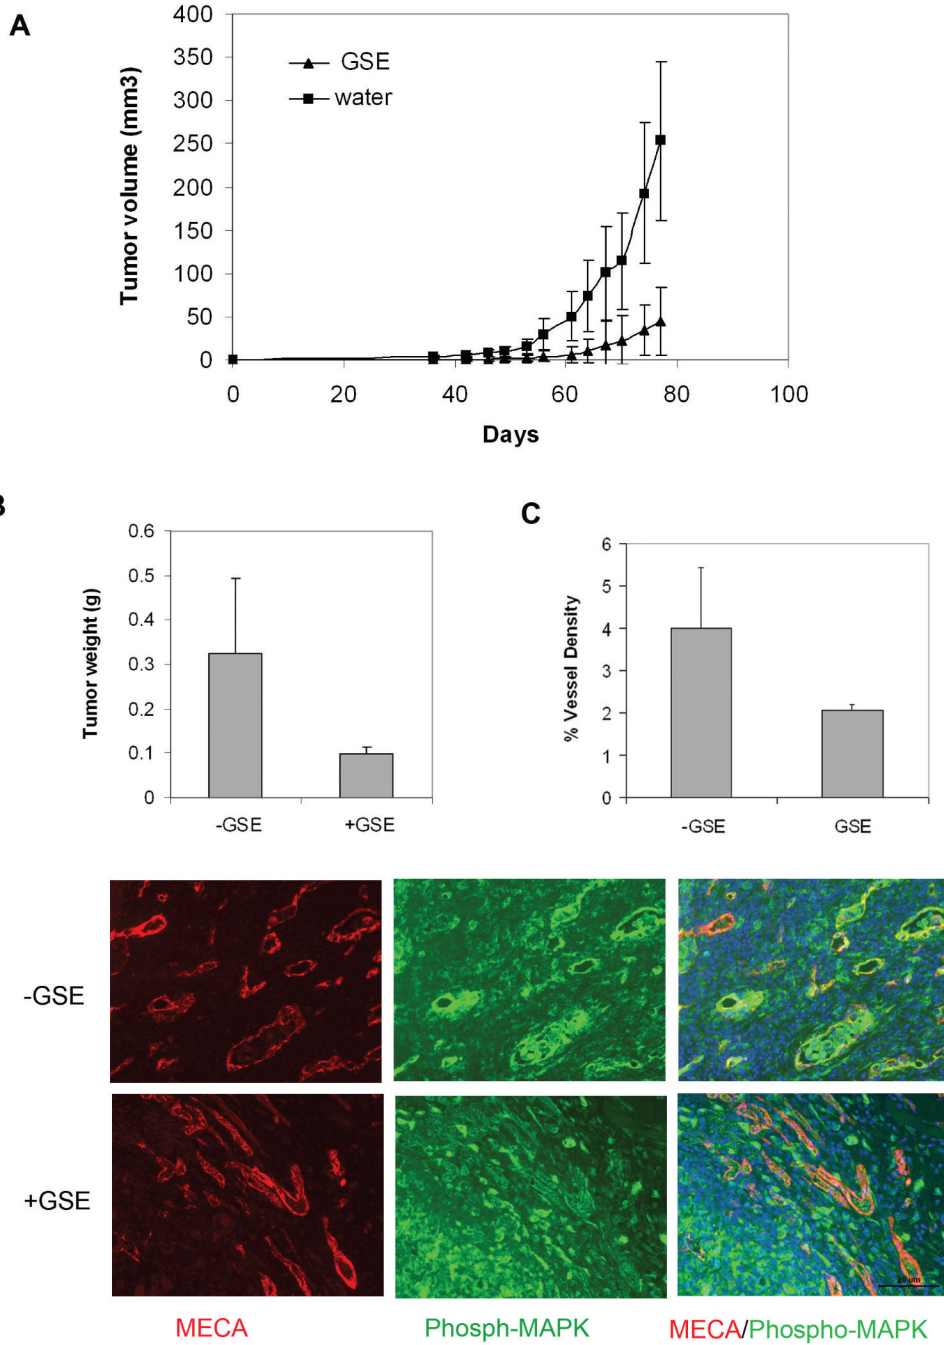 A
Tumor volume (mm3)
400
350
300
250
200
150
100
50
0
GSE
water
0 20 40 60 80 100
Days
B
Tumor weight (g)
0.6
0.5
0.4
0.3
0.2
0.1
0
-GSE +GSE
C
% Vessel Density
6
5
4
3
2
1
0
-GSE GSE
-GSE
+GSE
20 um
MECA Phosph-MAPK MECA/Phospho-MAPK